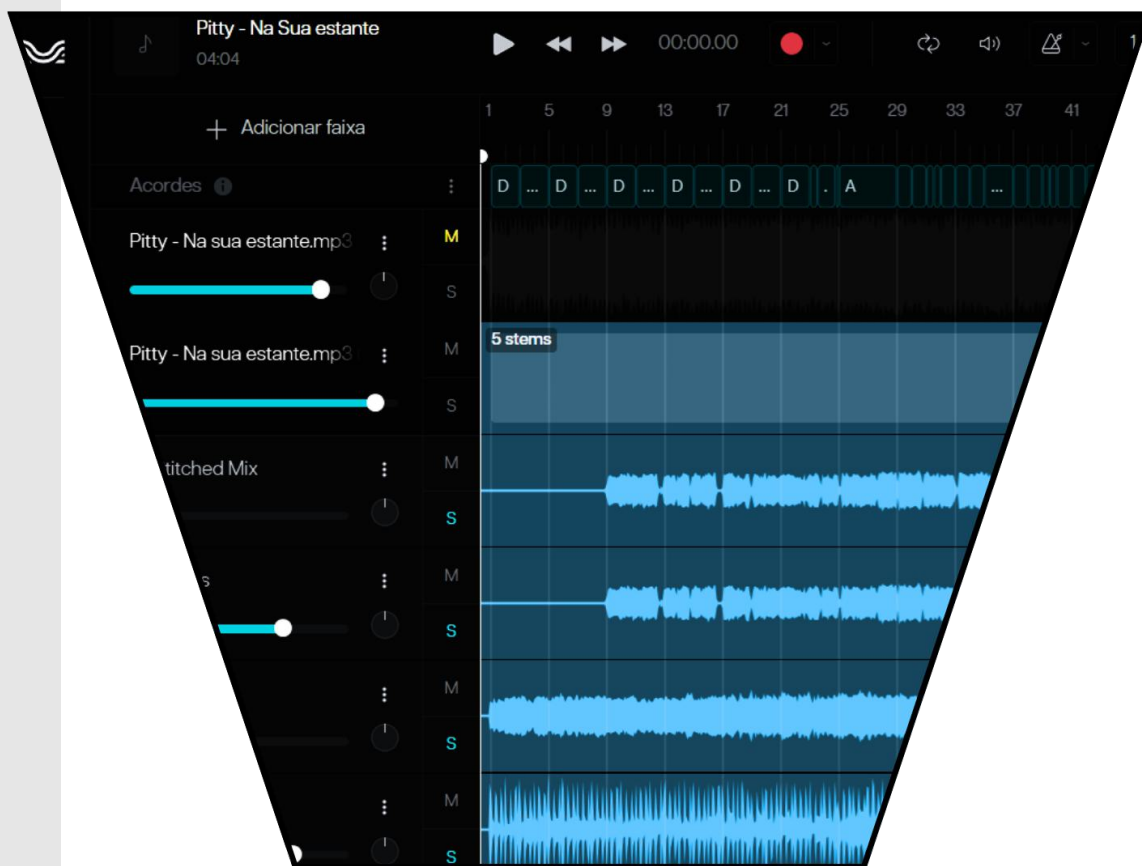 Pitty - Na Sua estante
04:04
00:00.00
1
Adicionar faixa
1 5 9 13 17 21 25 29 33 37 41
Acordes
D ... D ... D ... D ... D ... D . A ...
Pitty - Na sua estante.mp3
M
S
Pitty - Na sua estante.mp3
M
5 stems
S
titched Mix
M
S
s
M
S
M
S
M
S